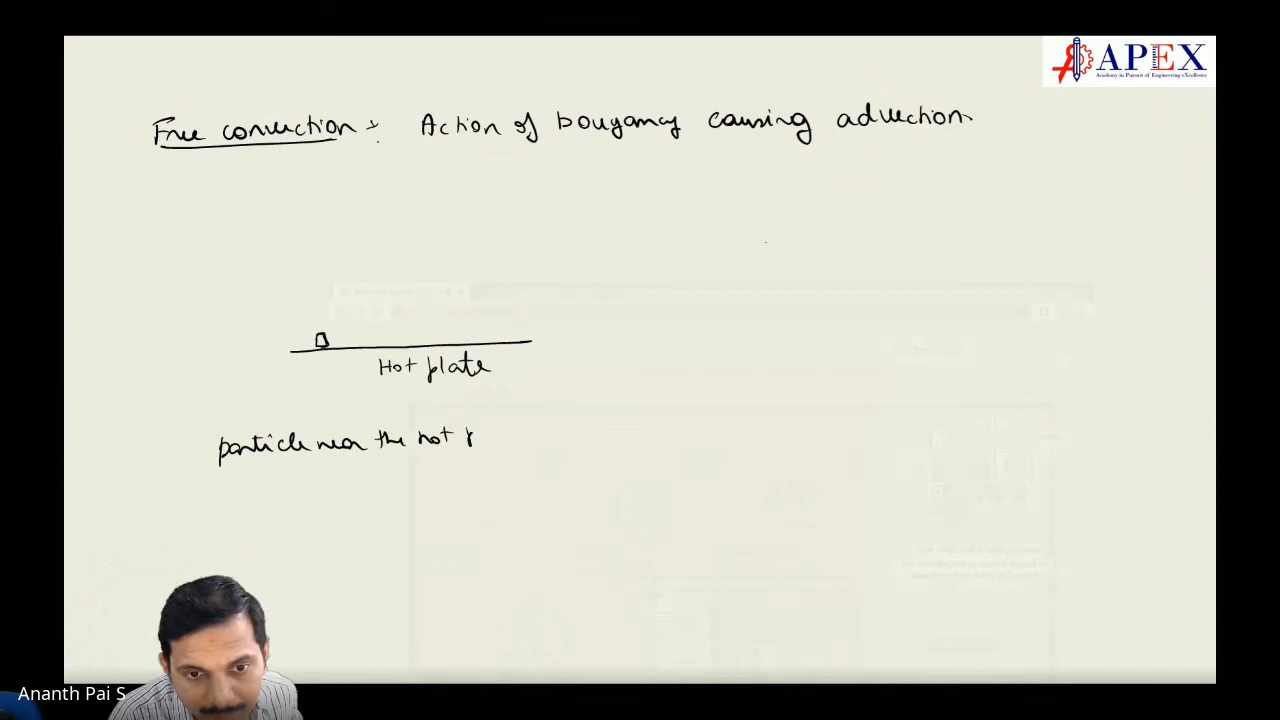 APEX
Academy in Pursuit of Engineering eXcellence
Free convection :- Action of bouyancy causing advection
Hot plate
particle near the hot p
Ananth Pai S